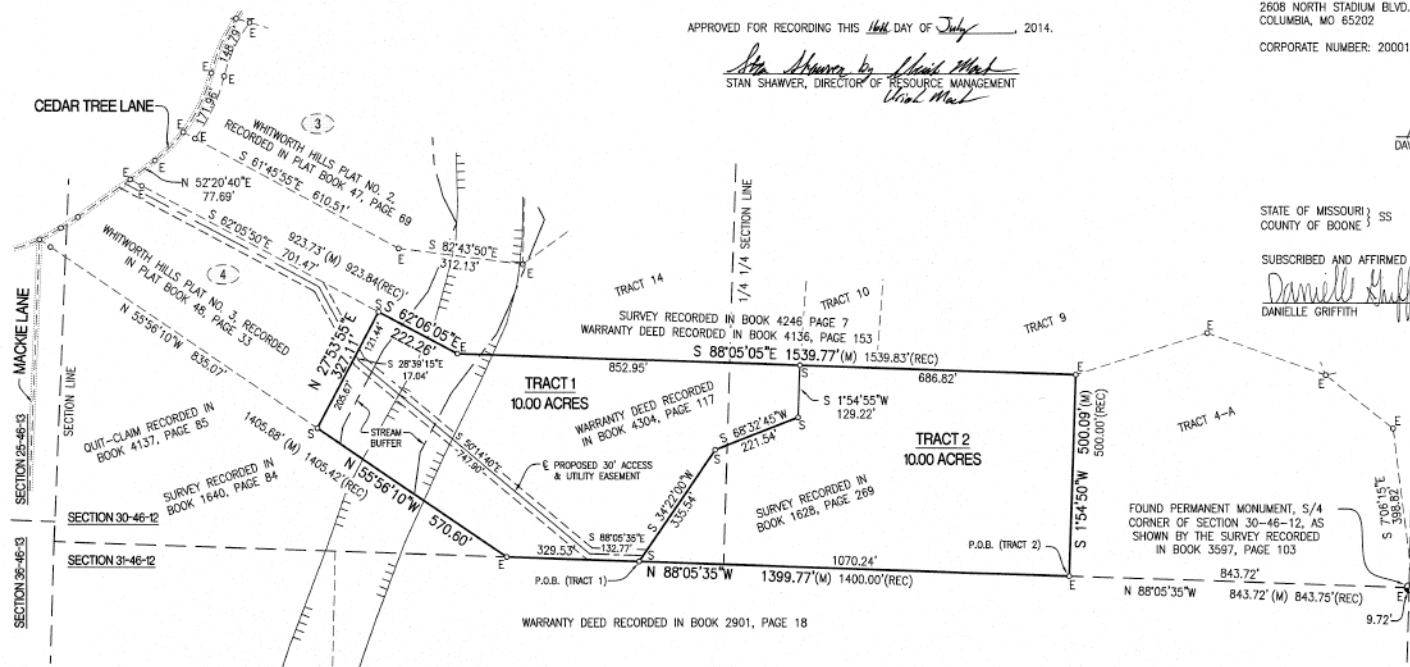 2608 NORTH STADIUM BLVD.
COLUMBIA, MO 65202
CORPORATE NUMBER: 20001
APPROVED FOR RECORDING THIS 16th DAY OF July, 2014.
Stan Shawver by Uriah Mach
STAN SHAWVER, DIRECTOR OF RESOURCE MANAGEMENT
Uriah Mach
STATE OF MISSOURI } SS
COUNTY OF BOONE
SUBSCRIBED AND AFFIRMED
DANIELLE GRIFFITH
CEDAR TREE LANE
148.79'
171.96'
3
WHITWORTH HILLS PLAT NO. 2,
RECORDED IN PLAT BOOK 47, PAGE 69
S 61°45'55"E
610.51'
N 52°20'40"E
77.69'
S 62°05'50"E
701.47'
923.73' (M) 923.84'(REC)
S 82°43'50"E
312.13'
WHITWORTH HILLS PLAT NO. 3, RECORDED
IN PLAT BOOK 48, PAGE 33
4
N 55°56'10"W 835.07'
MACKIE LANE
SECTION LINE
SECTION 25-46-13
SECTION 36-46-13
QUIT-CLAIM RECORDED IN
BOOK 4137, PAGE 85
1405.68' (M) 1405.42'(REC)
SURVEY RECORDED IN
BOOK 1640, PAGE 84
SECTION 30-46-12
SECTION 31-46-12
N 27°53'55"E
327.11'
121.44'
205.67'
S 62°06'05"E
222.26'
S 28°39'15"E
17.04'
STREAM
BUFFER
N 55°56'10"W 570.60'
S 50°14'40"E
747.90'
℄ PROPOSED 30' ACCESS
& UTILITY EASEMENT
TRACT 1
10.00 ACRES
WARRANTY DEED RECORDED
IN BOOK 4304, PAGE 117
1/4 1/4 SECTION LINE
TRACT 14
TRACT 10
TRACT 9
SURVEY RECORDED IN BOOK 4246 PAGE 7
WARRANTY DEED RECORDED IN BOOK 4136, PAGE 153
S 88°05'05"E 1539.77'(M) 1539.83'(REC)
852.95'
686.82'
S 1°54'55"W
129.22'
S 68°32'45"W
221.54'
S 34°22'00"W
335.54'
TRACT 2
10.00 ACRES
SURVEY RECORDED IN
BOOK 1628, PAGE 269
S 1°54'50"W 500.09'(M)
500.00'(REC)
TRACT 4-A
S 7°06'15"E
398.82'
FOUND PERMANENT MONUMENT, S/4
CORNER OF SECTION 30-46-12, AS
SHOWN BY THE SURVEY RECORDED
IN BOOK 3597, PAGE 103
S 88°05'35"E
132.77'
329.53'
P.O.B. (TRACT 1)
P.O.B. (TRACT 2)
1070.24'
N 88°05'35"W 1399.77'(M) 1400.00'(REC)
843.72'
N 88°05'35"W 843.72' (M) 843.75'(REC)
9.72'
WARRANTY DEED RECORDED IN BOOK 2901, PAGE 18